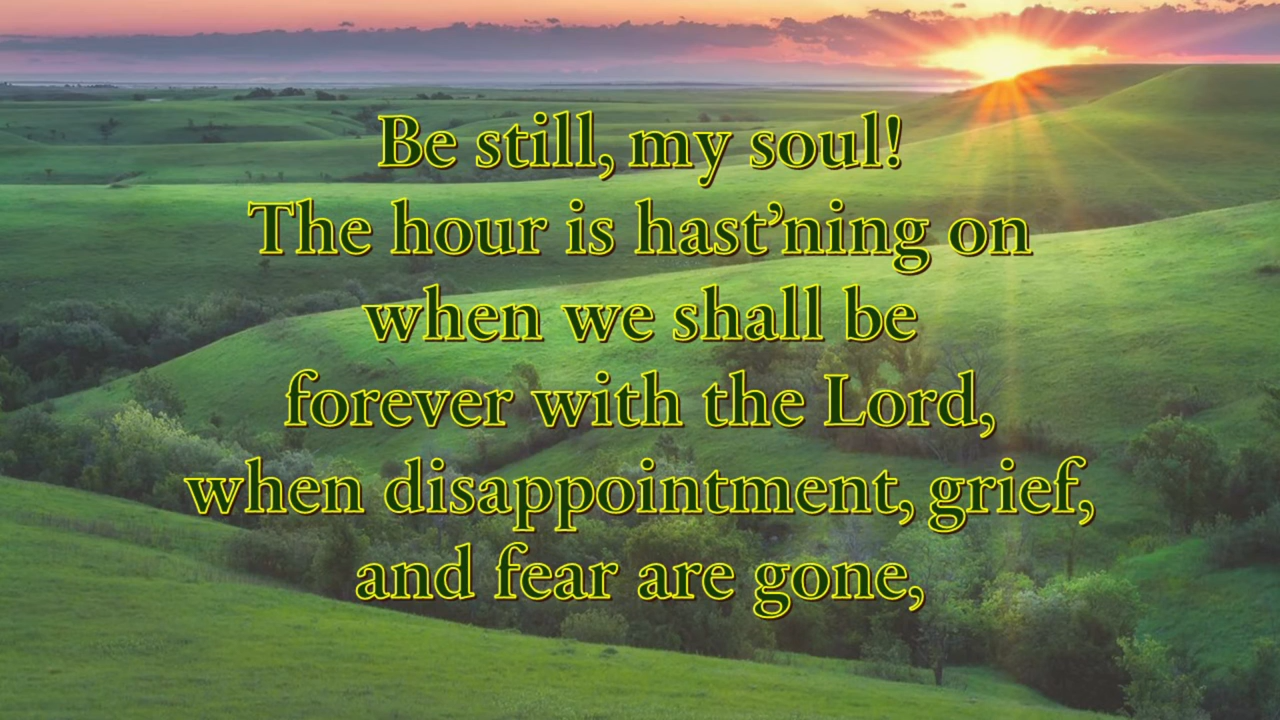 Be still, my soul!
The hour is hast’ning on
when we shall be
forever with the Lord,
when disappointment, grief,
and fear are gone,